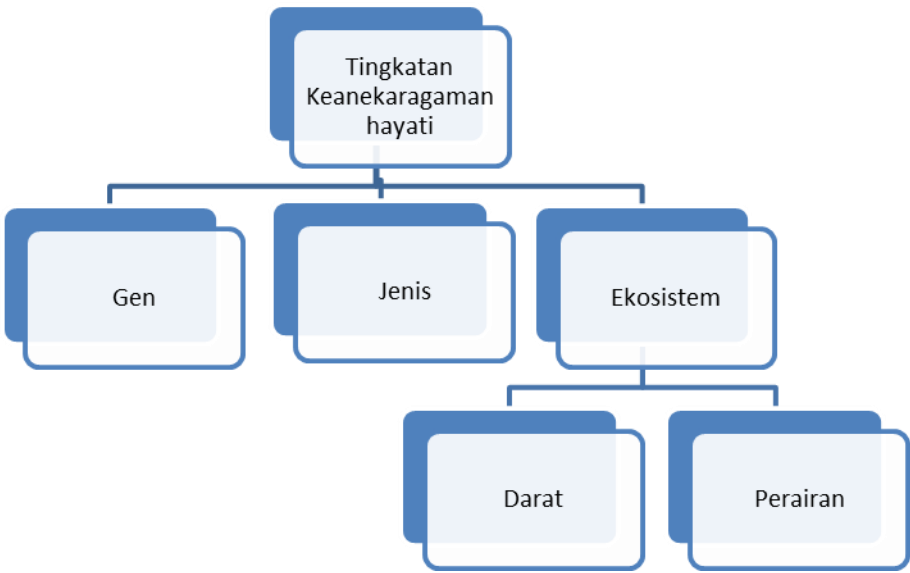 Tingkatan
Keanekaragaman
hayati
Gen
Jenis
Ekosistem
Darat
Perairan